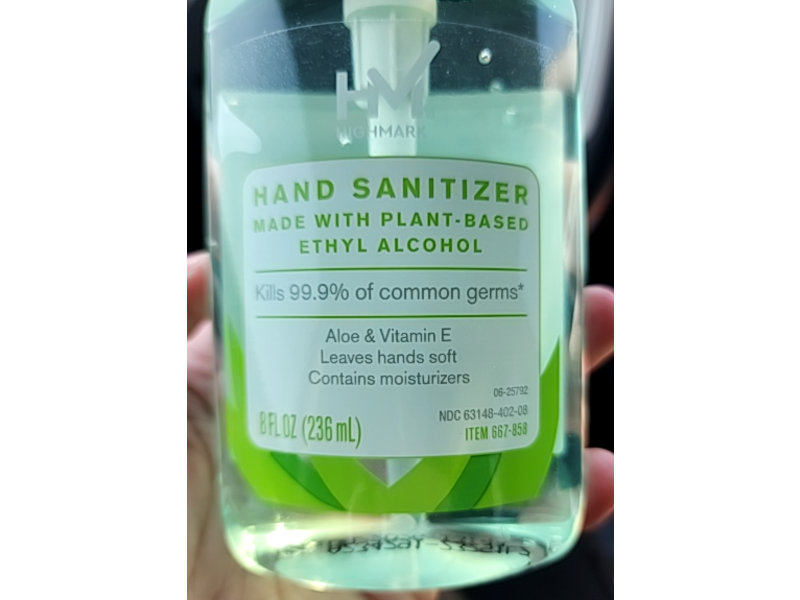 HM
HIGHMARK
HAND SANITIZER
MADE WITH PLANT-BASED
ETHYL ALCOHOL
Kills 99.9% of common germs*
Aloe & Vitamin E
Leaves hands soft
Contains moisturizers
06-25792
NDC 63148-402-08
8 FL OZ (236 mL)
ITEM 667-858